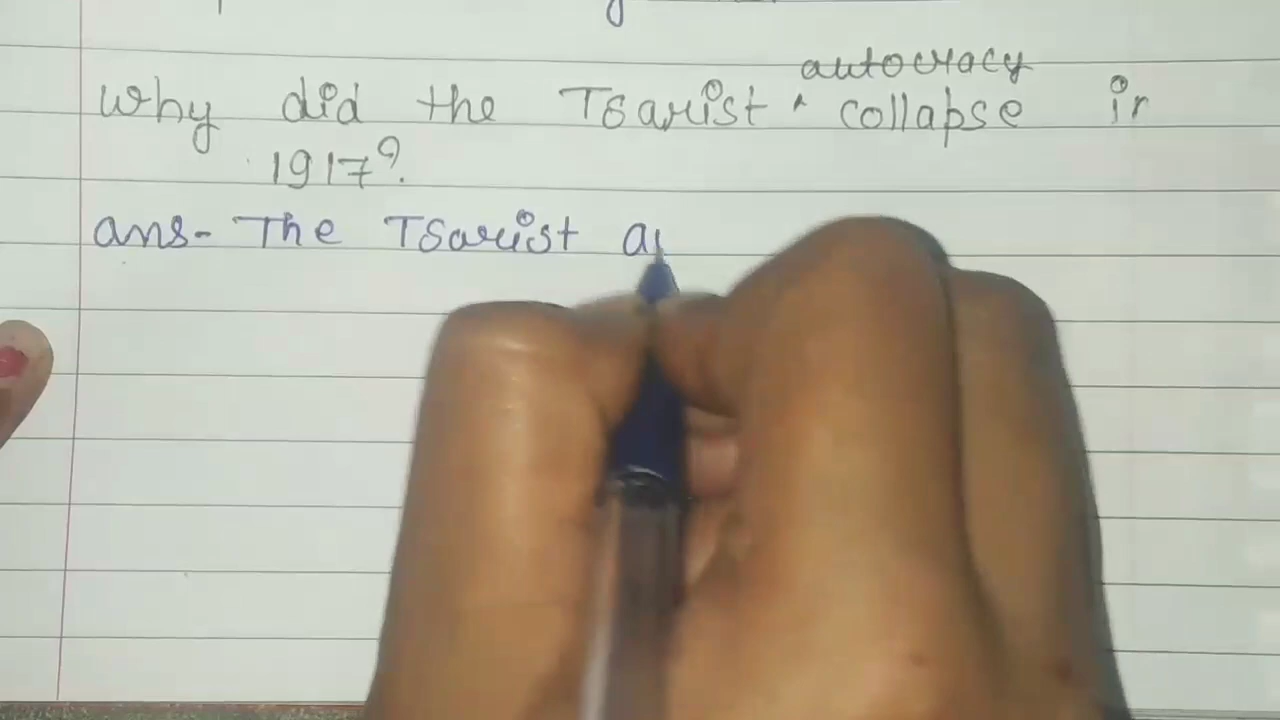 autocracy
Why did the Tsarist ^ collapse in
1917?
ans- The Tsarist a